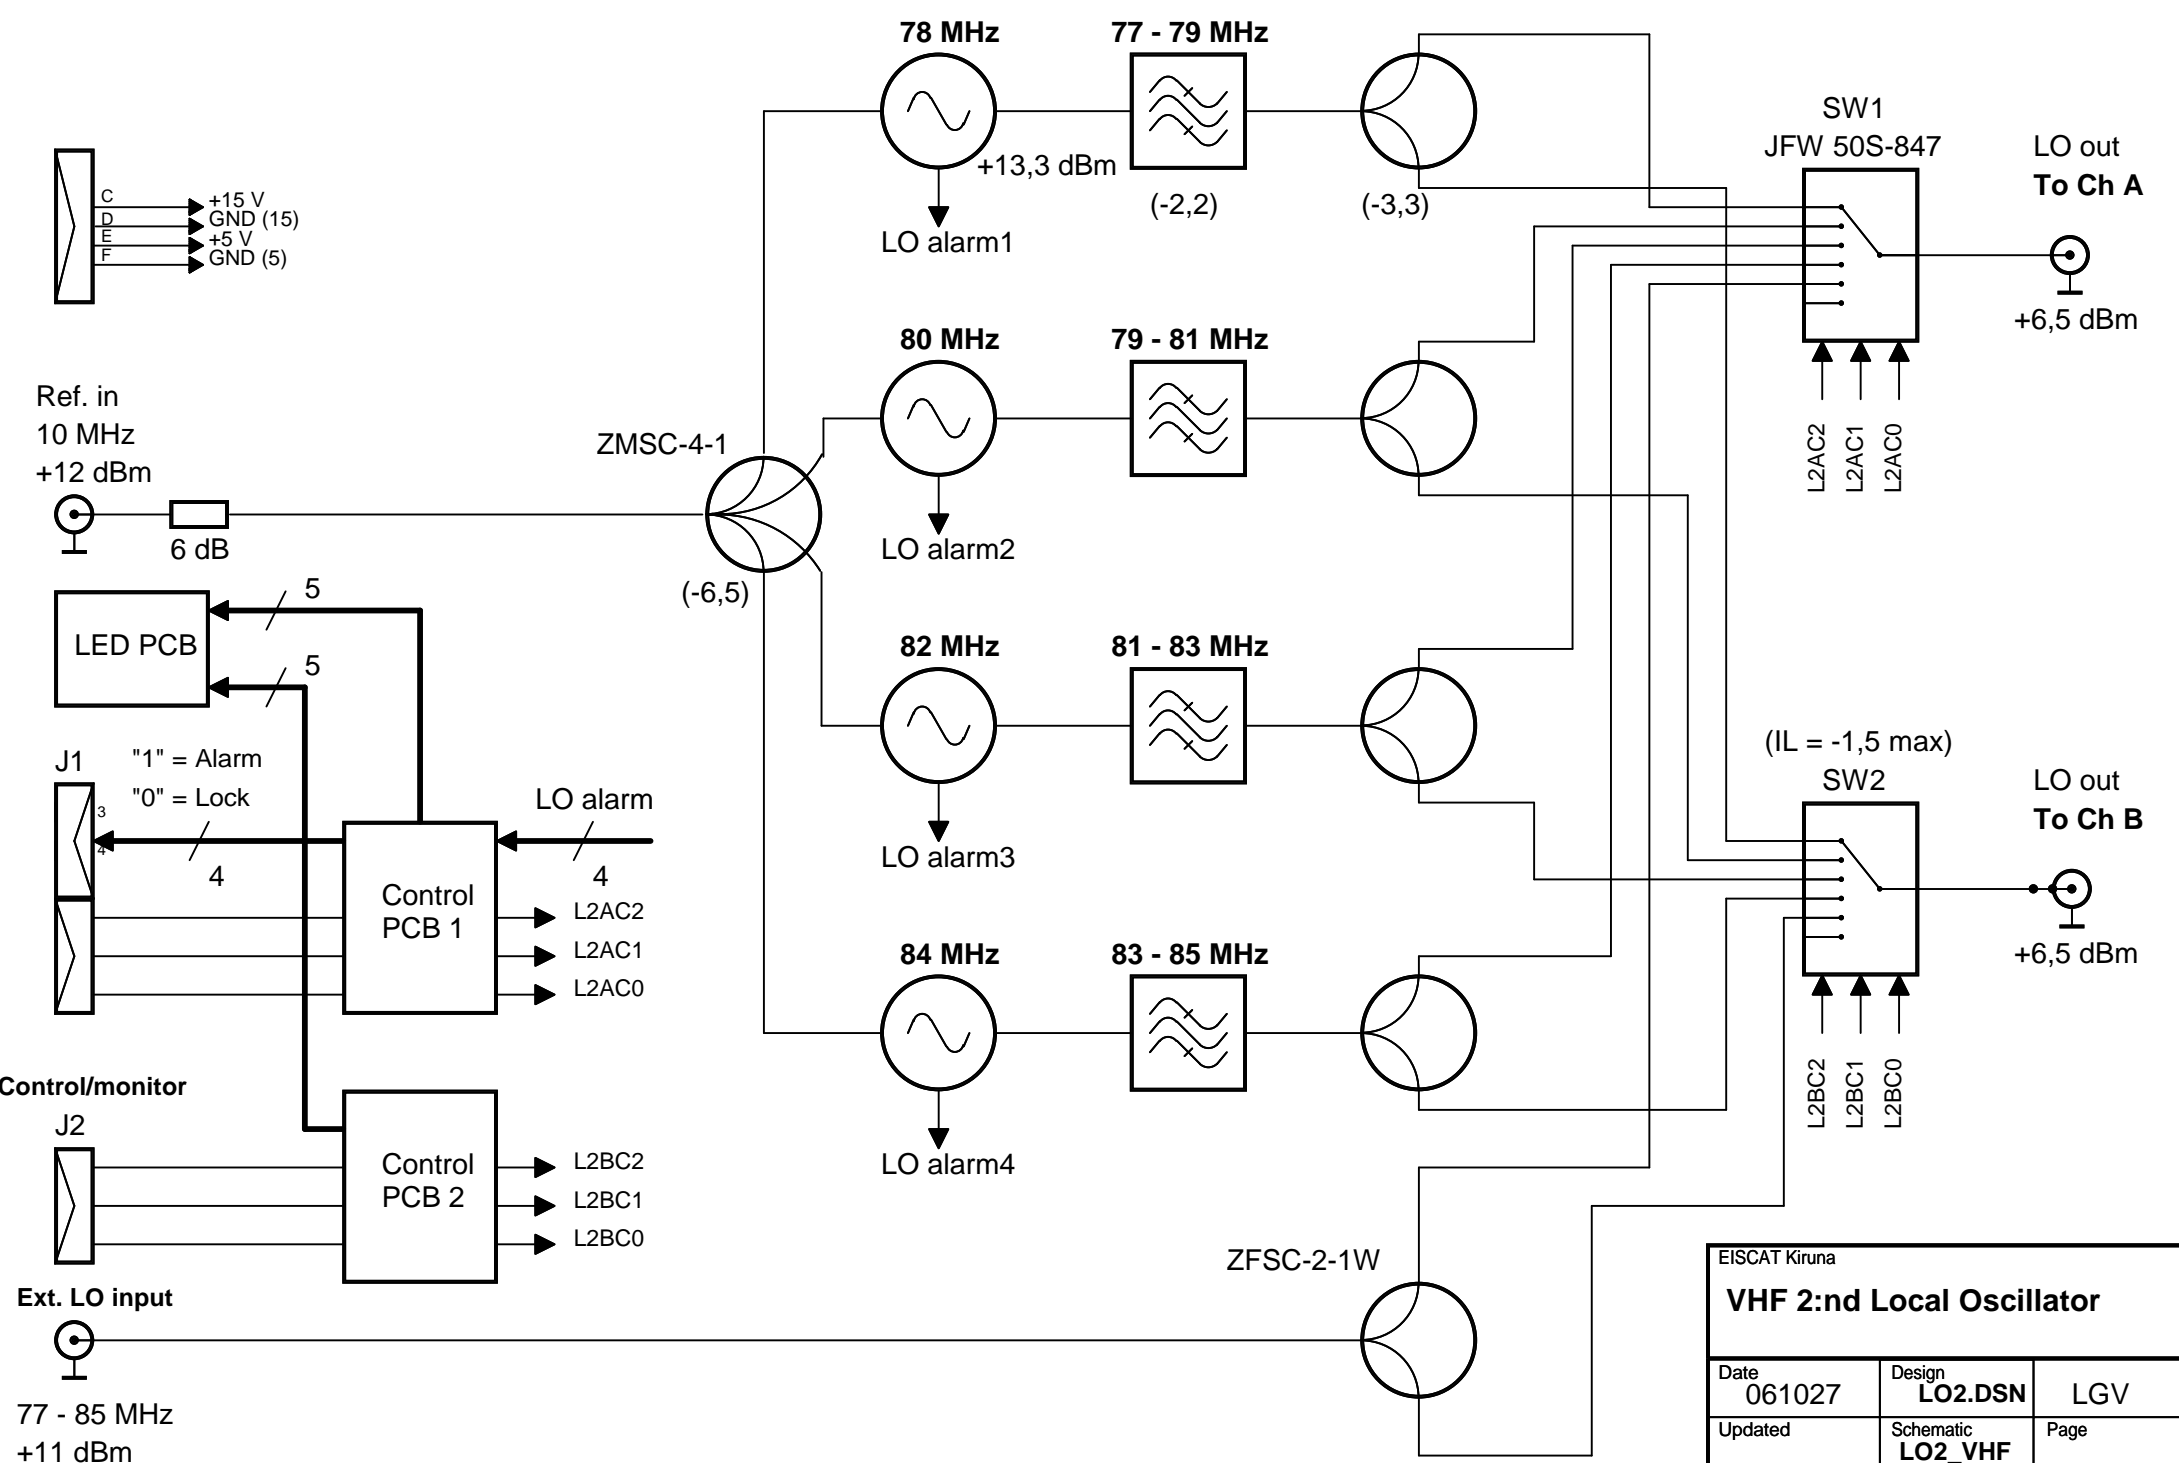 78 MHz
77 - 79 MHz
+13,3 dBm
(-2,2)
(-3,3)
LO alarm1
SW1
JFW 50S-847
LO out
To Ch A
+6,5 dBm
L2AC2
L2AC1
L2AC0
C
D
E
F
+15 V
GND (15)
+5 V
GND (5)
80 MHz
79 - 81 MHz
LO alarm2
Ref. in
10 MHz
+12 dBm
6 dB
ZMSC-4-1
(-6,5)
LED PCB
5
5
82 MHz
81 - 83 MHz
LO alarm3
J1
"1" = Alarm
"0" = Lock
3
4
4
LO alarm
4
Control
PCB 1
L2AC2
L2AC1
L2AC0
(IL = -1,5 max)
SW2
LO out
To Ch B
+6,5 dBm
L2BC2
L2BC1
L2BC0
84 MHz
83 - 85 MHz
LO alarm4
Control/monitor
J2
Control
PCB 2
L2BC2
L2BC1
L2BC0
ZFSC-2-1W
Ext. LO input
77 - 85 MHz
+11 dBm
EISCAT Kiruna
VHF 2:nd Local Oscillator
Date
061027
Design
LO2.DSN
LGV
Updated
Schematic
LO2_VHF
Page